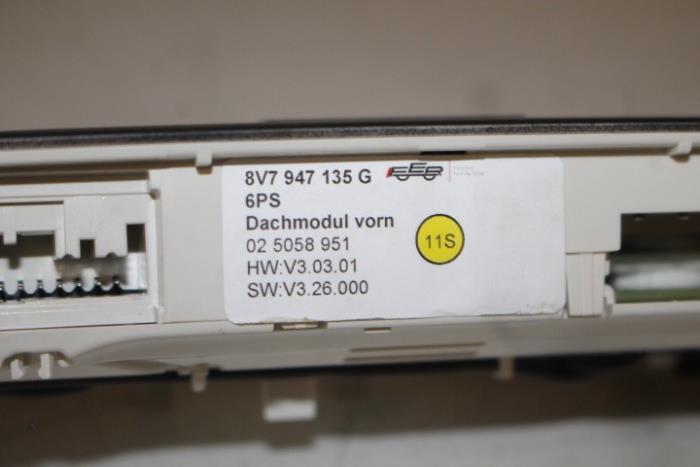 8V7 947 135 G
6PS
Dachmodul vorn
02 5058 951
11S
HW:V3.03.01
SW:V3.26.000